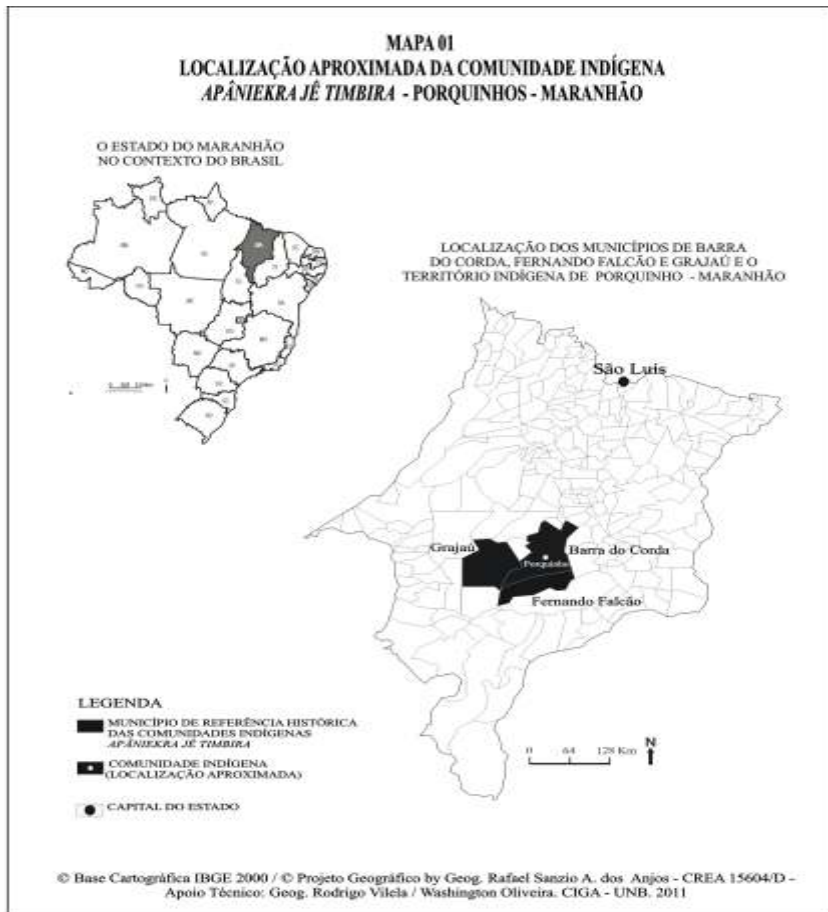 MAPA 01
LOCALIZAÇÃO APROXIMADA DA COMUNIDADE INDÍGENA
APÂNIEKRA JÊ TIMBIRA - PORQUINHOS - MARANHÃO
O ESTADO DO MARANHÃO
NO CONTEXTO DO BRASIL
LOCALIZAÇÃO DOS MUNICÍPIOS DE BARRA
DO CORDA, FERNANDO FALCÃO E GRAJAÚ E O
TERRITÓRIO INDÍGENA DE PORQUINHO - MARANHÃO
São Luis
Grajaú
Barra do Corda
Porquinho
Fernando Falcão
LEGENDA
MUNICÍPIO DE REFERÊNCIA HISTÓRICA
DAS COMUNIDADES INDÍGENAS
APÂNIEKRA JÊ TIMBIRA
COMUNIDADE INDÍGENA
(LOCALIZAÇÃO APROXIMADA)
CAPITAL DO ESTADO
0 64 128 Km
N
© Base Cartográfica IBGE 2000 / © Projeto Geográfico by Geog. Rafael Sanzio A. dos Anjos - CREA 15604/D -
Apoio Técnico: Geog. Rodrigo Vilela / Washington Oliveira. CIGA - UNB. 2011